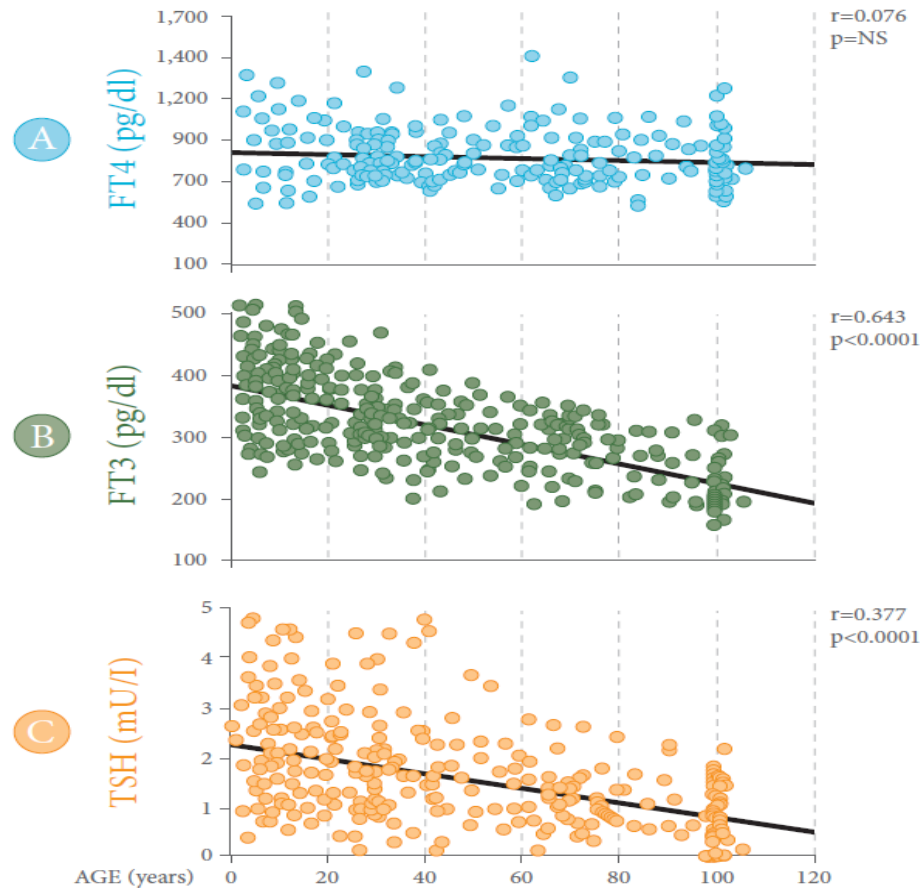 1,700
1,400
1,200
900
700
400
100
A
FT4 (pg/dl)
r=0.076
p=NS
500
400
300
200
100
B
FT3 (pg/dl)
r=0.643
p<0.0001
5
4
3
2
1
0
C
TSH (mU/I)
r=0.377
p<0.0001
AGE (years) 0 20 40 60 80 100 120